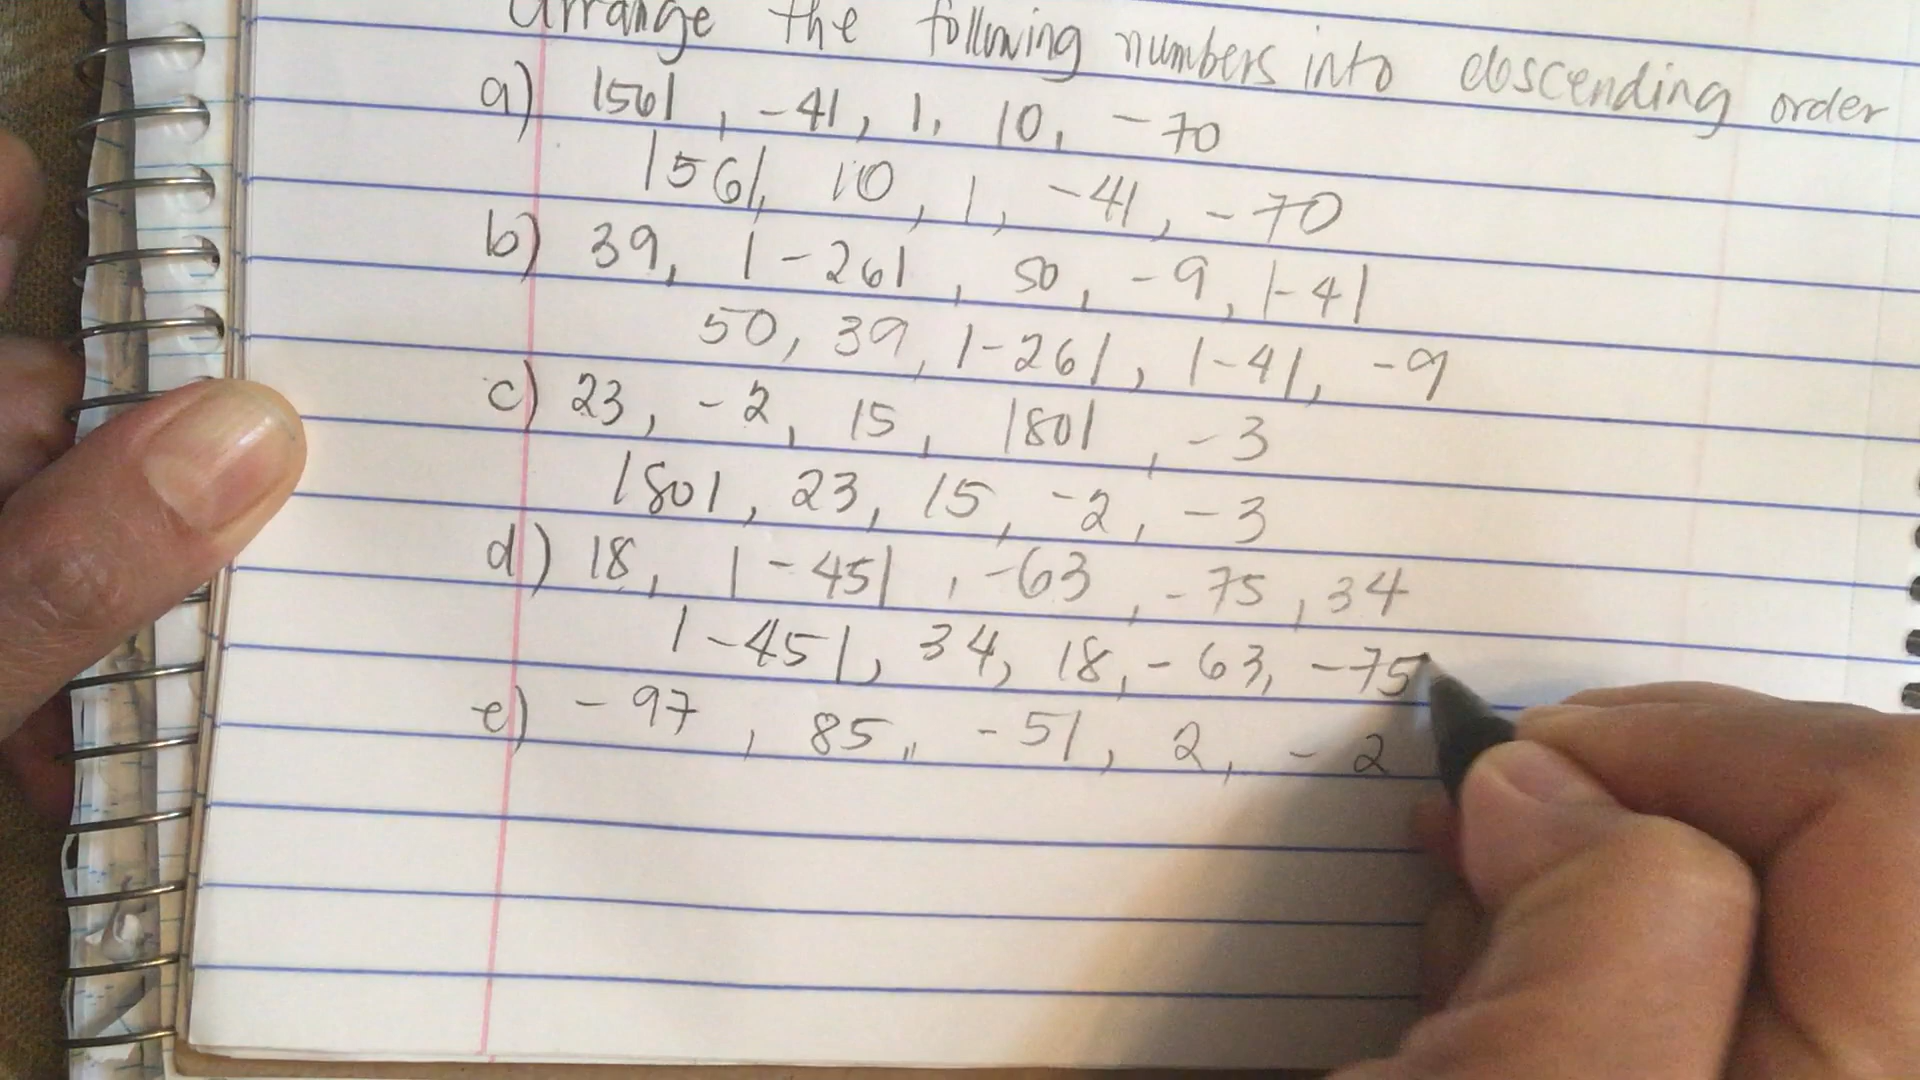 Arrange the following numbers into descending order
a) |56| , -41, 1, 10, -70
|56|, 10, 1, -41, -70
b) 39, |-26| , 50, -9, |-4|
50, 39, |-26|, |-4|, -9
c) 23, -2, 15, |80| , -3
|80|, 23, 15, -2, -3
d) 18, |-45| , -63, -75, 34
|-45|, 34, 18, -63, -75
e) -97, 85,, -51, 2, -2